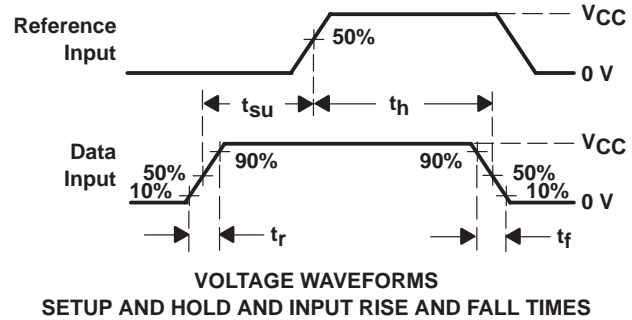 Reference
Input
50%
VCC
0 V
tsu
th
Data
Input
50%
10%
90%
90%
VCC
50%
10%
0 V
tr
tf
VOLTAGE WAVEFORMS
SETUP AND HOLD AND INPUT RISE AND FALL TIMES